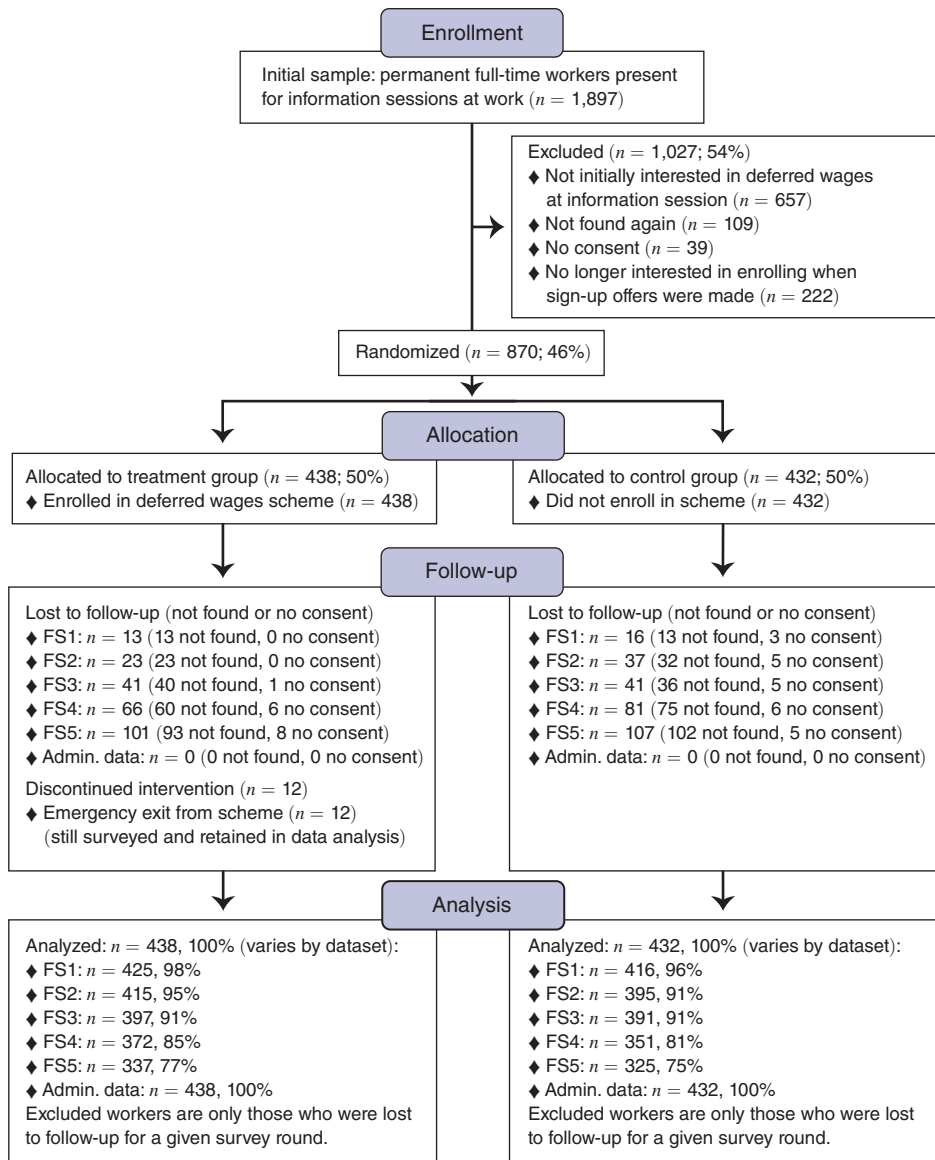 Enrollment
Initial sample: permanent full-time workers present
for information sessions at work (n = 1,897)
Excluded (n = 1,027; 54%)
♦ Not initially interested in deferred wages
at information session (n = 657)
♦ Not found again (n = 109)
♦ No consent (n = 39)
♦ No longer interested in enrolling when
sign-up offers were made (n = 222)
Randomized (n = 870; 46%)
Allocation
Allocated to treatment group (n = 438; 50%)
♦ Enrolled in deferred wages scheme (n = 438)
Allocated to control group (n = 432; 50%)
♦ Did not enroll in scheme (n = 432)
Follow-up
Lost to follow-up (not found or no consent)
♦ FS1: n = 13 (13 not found, 0 no consent)
♦ FS2: n = 23 (23 not found, 0 no consent)
♦ FS3: n = 41 (40 not found, 1 no consent)
♦ FS4: n = 66 (60 not found, 6 no consent)
♦ FS5: n = 101 (93 not found, 8 no consent)
♦ Admin. data: n = 0 (0 not found, 0 no consent)
Discontinued intervention (n = 12)
♦ Emergency exit from scheme (n = 12)
(still surveyed and retained in data analysis)
Lost to follow-up (not found or no consent)
♦ FS1: n = 16 (13 not found, 3 no consent)
♦ FS2: n = 37 (32 not found, 5 no consent)
♦ FS3: n = 41 (36 not found, 5 no consent)
♦ FS4: n = 81 (75 not found, 6 no consent)
♦ FS5: n = 107 (102 not found, 5 no consent)
♦ Admin. data: n = 0 (0 not found, 0 no consent)
Analysis
Analyzed: n = 438, 100% (varies by dataset):
♦ FS1: n = 425, 98%
♦ FS2: n = 415, 95%
♦ FS3: n = 397, 91%
♦ FS4: n = 372, 85%
♦ FS5: n = 337, 77%
♦ Admin. data: n = 438, 100%
Excluded workers are only those who were lost
to follow-up for a given survey round.
Analyzed: n = 432, 100% (varies by dataset):
♦ FS1: n = 416, 96%
♦ FS2: n = 395, 91%
♦ FS3: n = 391, 91%
♦ FS4: n = 351, 81%
♦ FS5: n = 325, 75%
♦ Admin. data: n = 432, 100%
Excluded workers are only those who were lost
to follow-up for a given survey round.